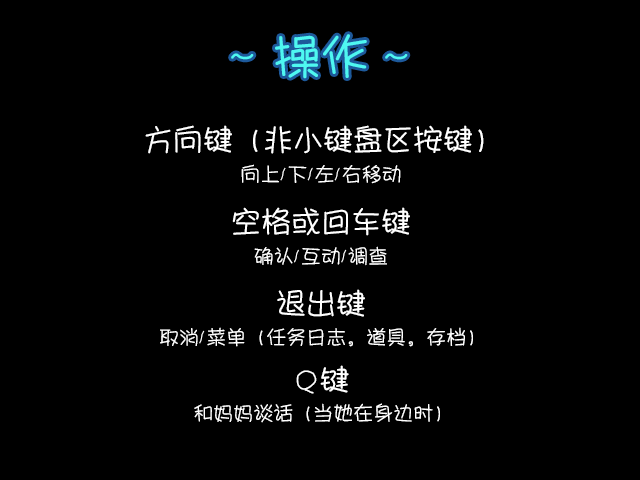 ~ 操作 ~
方向键（非小键盘区按键）
向上/下/左/右移动
空格或回车键
确认/互动/调查
退出键
取消/菜单（任务日志。道具。存档）
Q键
和妈妈谈话（当她在身边时）